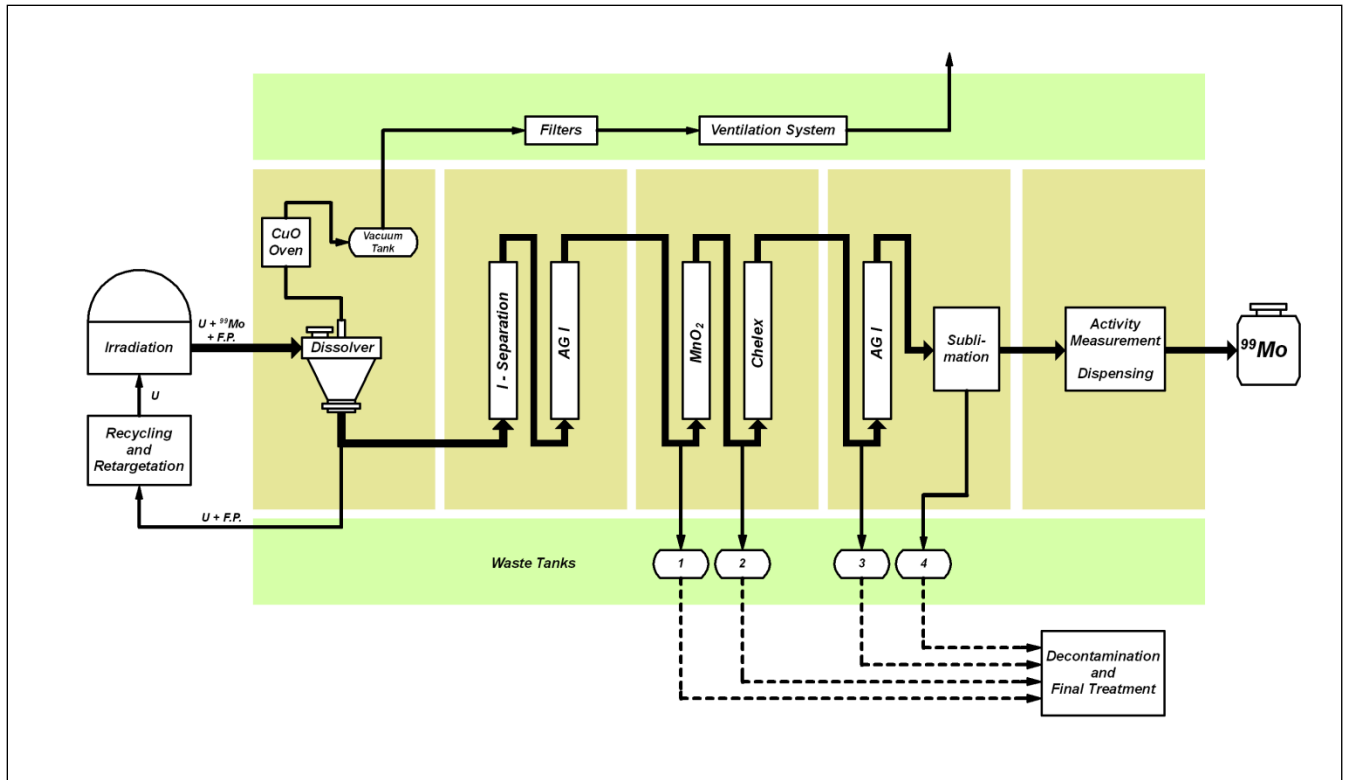 Filters
Ventilation System
CuO
Oven
Vacuum
Tank
Irradiation
U + ⁹⁹Mo
+ F.P.
Dissolver
I - Separation
AG I
MnO₂
Chelex
AG I
Subli-
mation
Activity
Measurement
Dispensing
⁹⁹Mo
U
Recycling
and
Retargetation
U + F.P.
Waste Tanks
1
2
3
4
Decontamination
and
Final Treatment